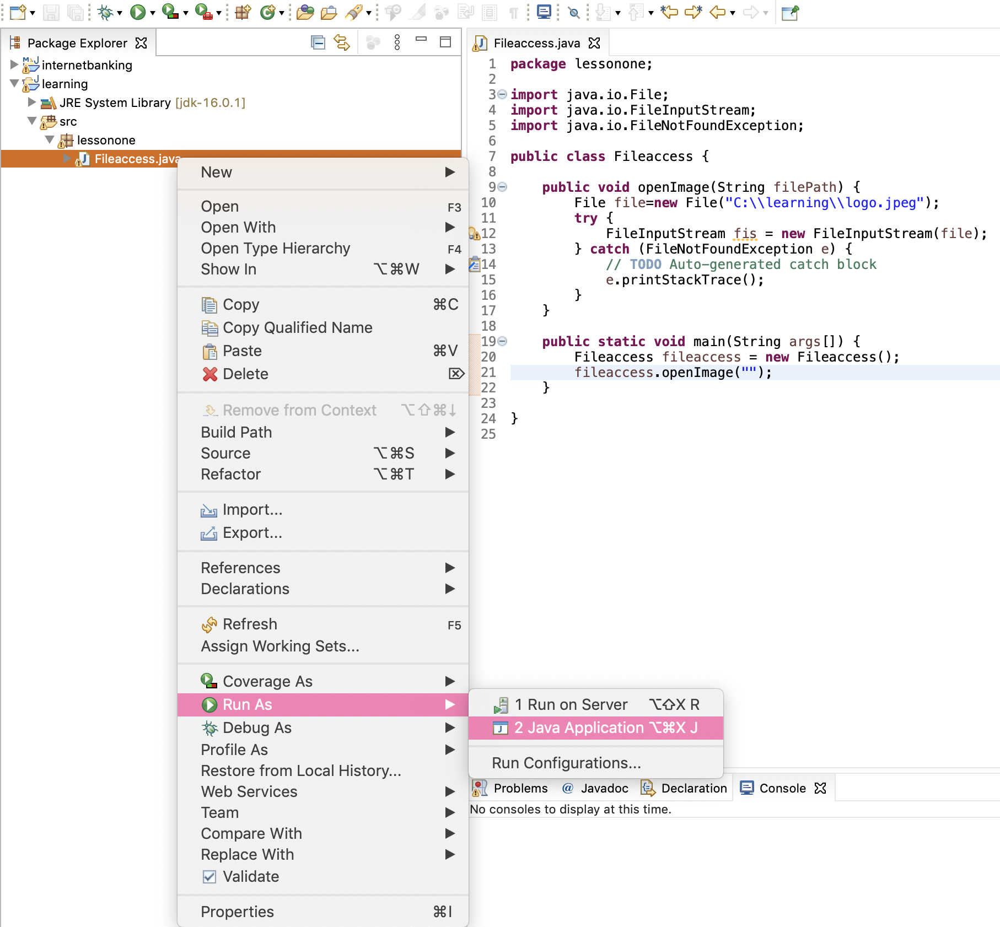 Package Explorer
internetbanking
learning
JRE System Library [jdk-16.0.1]
src
lessonone
Fileaccess.java
New
Open F3
Open With
Open Type Hierarchy F4
Show In ⌥⌘W
Copy ⌘C
Copy Qualified Name
Paste ⌘V
Delete ⌦
Remove from Context ⌥⇧⌘↓
Build Path
Source ⌥⌘S
Refactor ⌥⌘T
Import...
Export...
References
Declarations
Refresh F5
Assign Working Sets...
Coverage As
Run As
Debug As
Profile As
Restore from Local History...
Web Services
Team
Compare With
Replace With
Validate
Properties ⌘I
1 Run on Server ⌥⇧X R
2 Java Application ⌥⌘X J
Run Configurations...
Fileaccess.java
1 package lessonone;
2
3 import java.io.File;
4 import java.io.FileInputStream;
5 import java.io.FileNotFoundException;
6
7 public class Fileaccess {
8
9 public void openImage(String filePath) {
10 File file=new File("C:\\learning\\logo.jpeg");
11 try {
12 FileInputStream fis = new FileInputStream(file);
13 } catch (FileNotFoundException e) {
14 // TODO Auto-generated catch block
15 e.printStackTrace();
16 }
17 }
18
19 public static void main(String args[]) {
20 Fileaccess fileaccess = new Fileaccess();
21 fileaccess.openImage("");
22 }
23
24 }
25
Problems @ Javadoc Declaration Console
No consoles to display at this time.